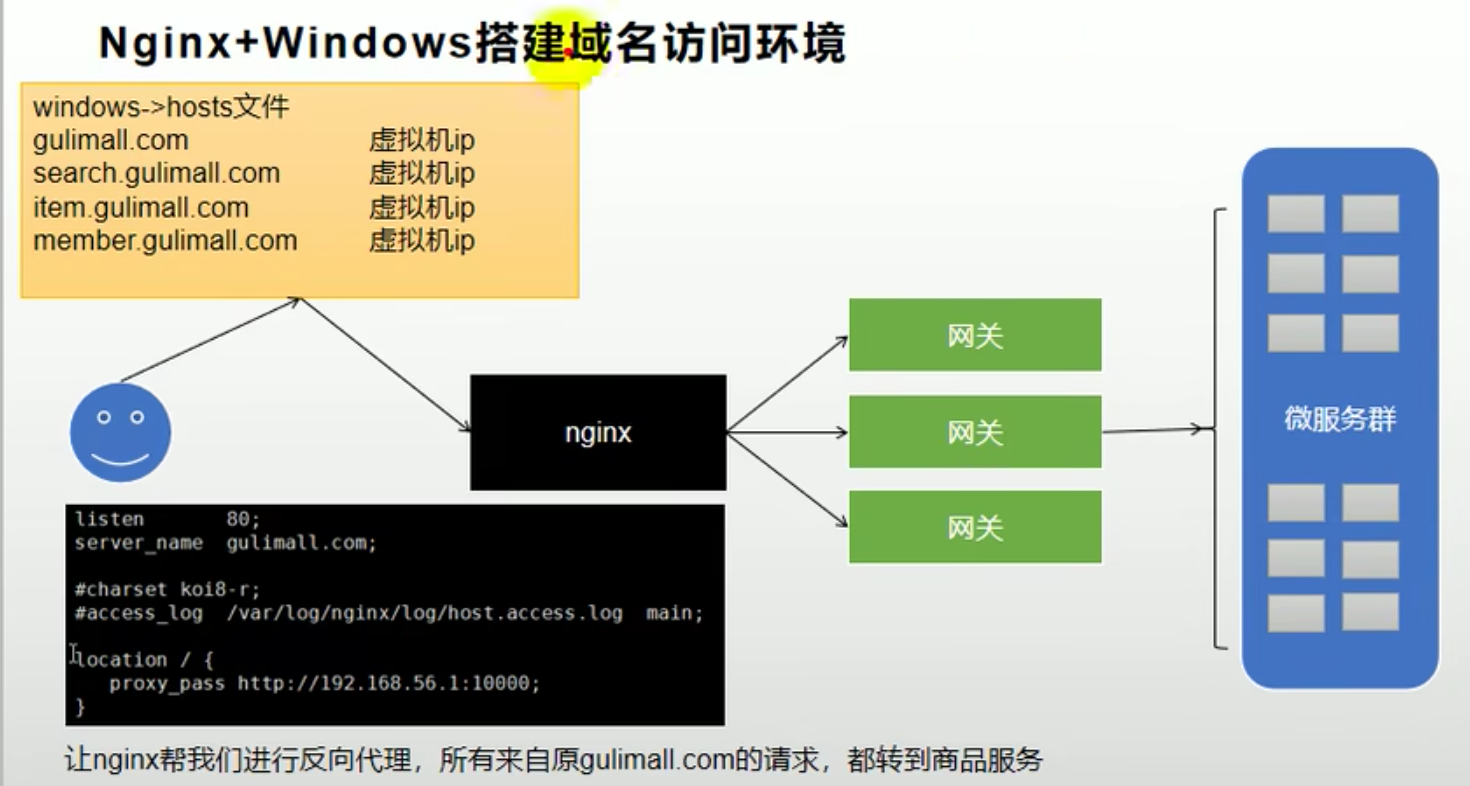 Nginx+Windows搭建域名访问环境
windows->hosts文件
gulimall.com 虚拟机ip
search.gulimall.com 虚拟机ip
item.gulimall.com 虚拟机ip
member.gulimall.com 虚拟机ip
nginx
网关
网关
网关
微服务群
listen 80;
server_name gulimall.com;
#charset koi8-r;
#access_log /var/log/nginx/log/host.access.log main;
location / {
proxy_pass http://192.168.56.1:10000;
}
让nginx帮我们进行反向代理，所有来自原gulimall.com的请求，都转到商品服务